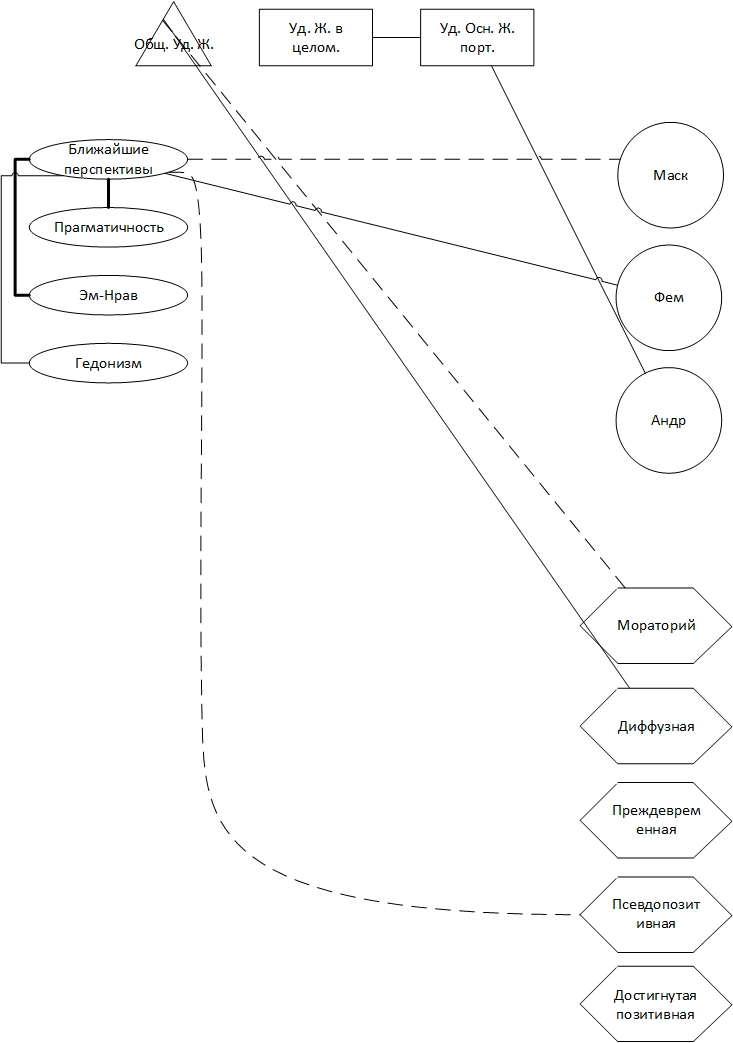 Общ. Уд. Ж.
Уд. Ж. в
целом.
Уд. Осн. Ж.
порт.
Ближайшие
перспективы
Прагматичность
Эм-Нрав
Гедонизм
Маск
Фем
Андр
Мораторий
Диффузная
Преждеврем
енная
Псевдопозит
ивная
Достигнутая
позитивная